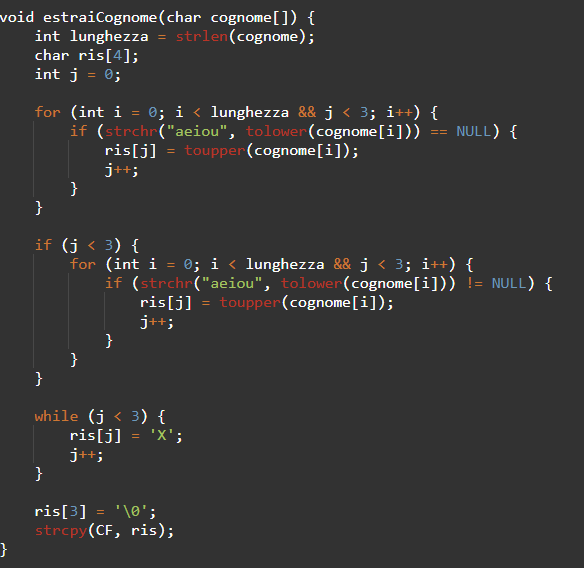 void estraiCognome(char cognome[]) {
    int lunghezza = strlen(cognome);
    char ris[4];
    int j = 0;

    for (int i = 0; i < lunghezza && j < 3; i++) {
        if (strchr("aeiou", tolower(cognome[i])) == NULL) {
            ris[j] = toupper(cognome[i]);
            j++;
        }
    }

    if (j < 3) {
        for (int i = 0; i < lunghezza && j < 3; i++) {
            if (strchr("aeiou", tolower(cognome[i])) != NULL) {
                ris[j] = toupper(cognome[i]);
                j++;
            }
        }
    }

    while (j < 3) {
        ris[j] = 'X';
        j++;
    }

    ris[3] = '\0';
    strcpy(CF, ris);
}